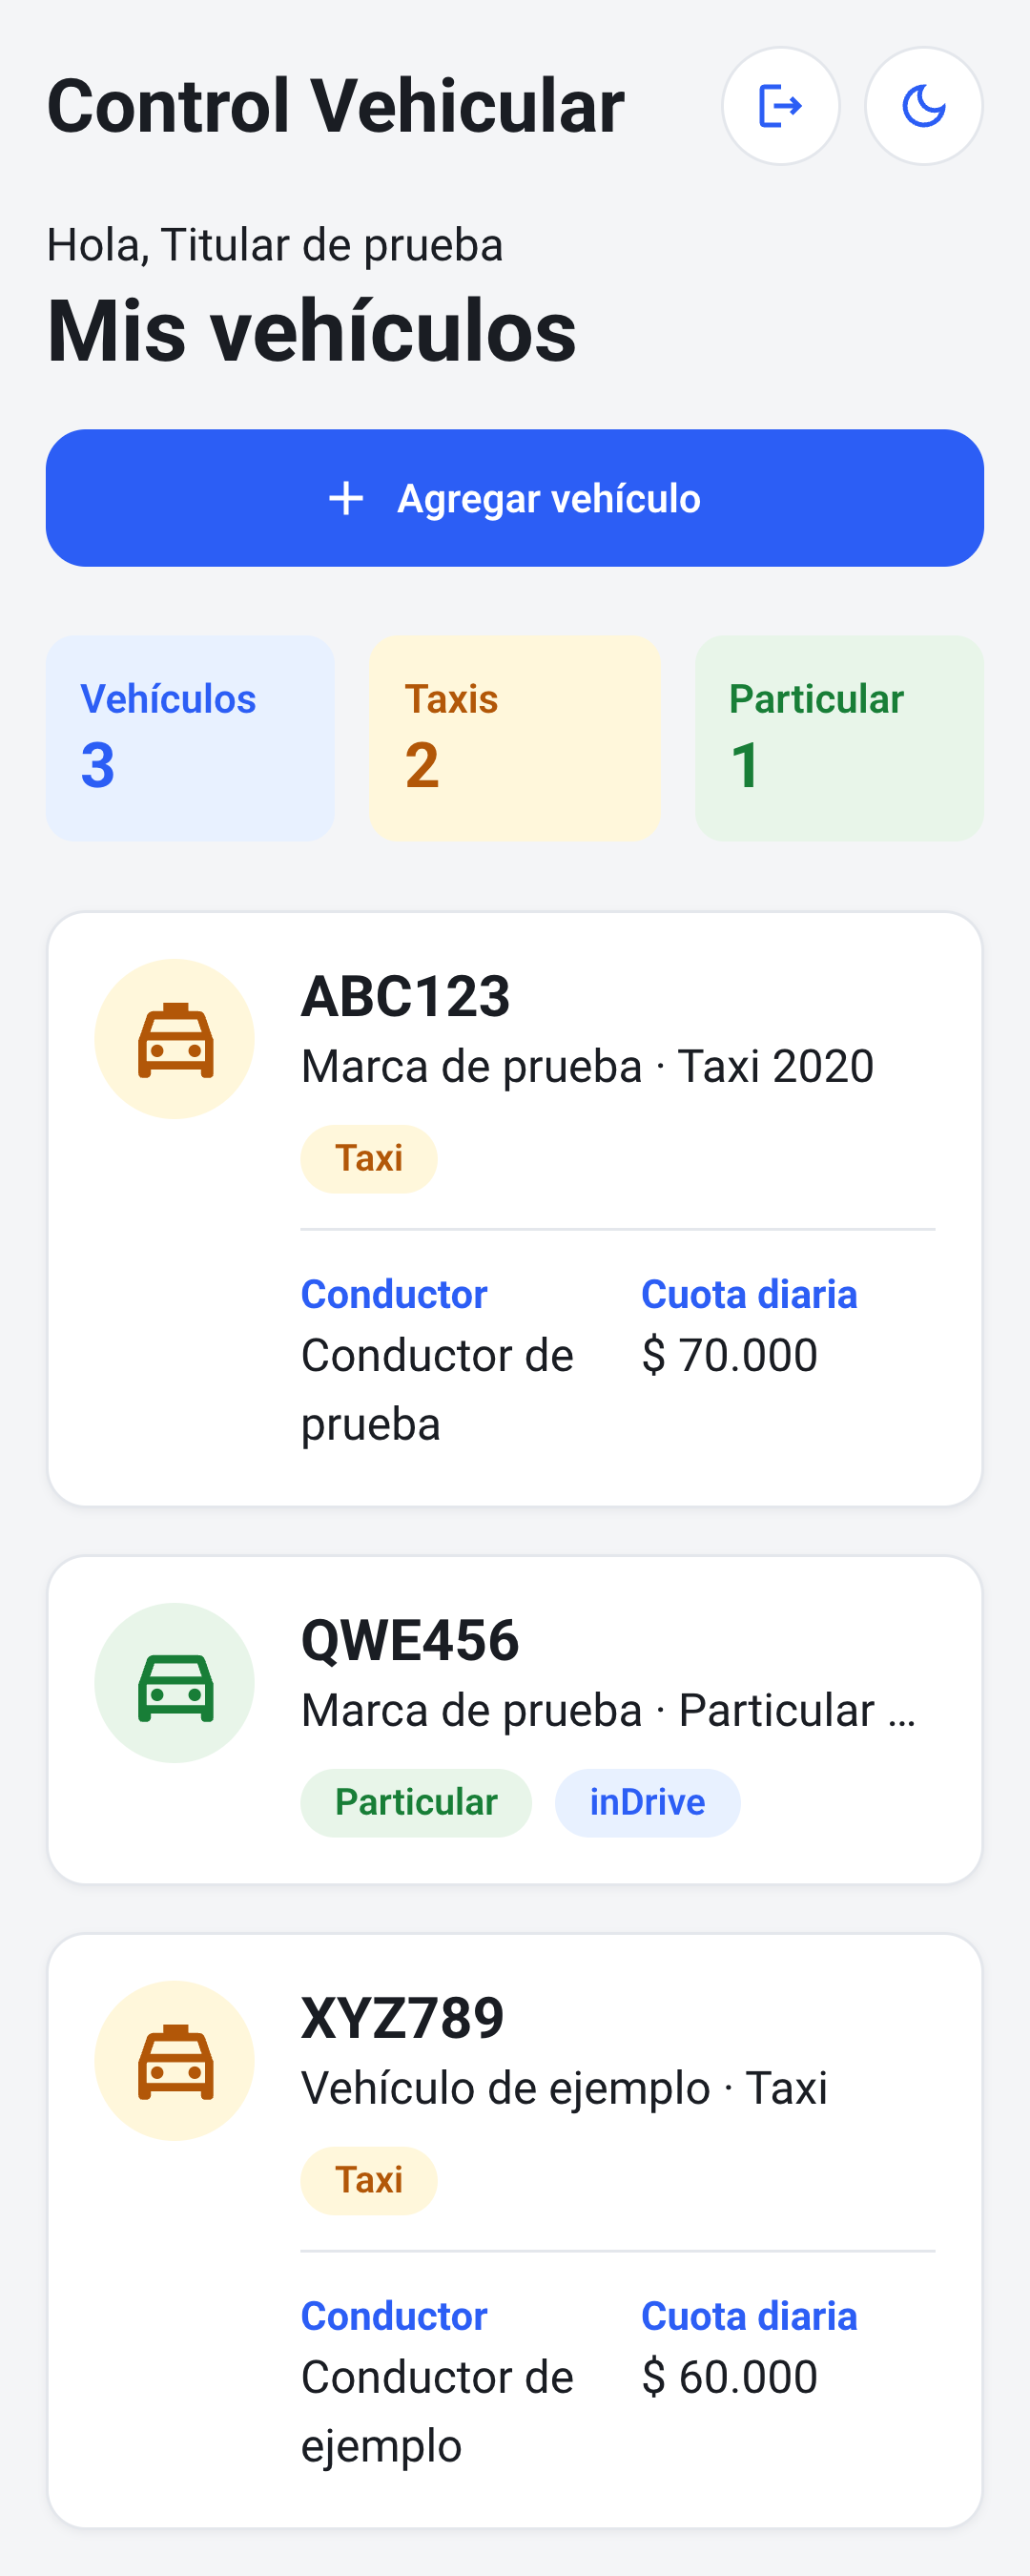 Control Vehicular
Hola, Titular de prueba
Mis vehículos
+ Agregar vehículo
Vehículos
3
Taxis
2
Particular
1
ABC123
Marca de prueba · Taxi 2020
Taxi
Conductor
Conductor de
prueba
Cuota diaria
$ 70.000
QWE456
Marca de prueba · Particular ...
Particular
inDrive
XYZ789
Vehículo de ejemplo · Taxi
Taxi
Conductor
Conductor de
ejemplo
Cuota diaria
$ 60.000